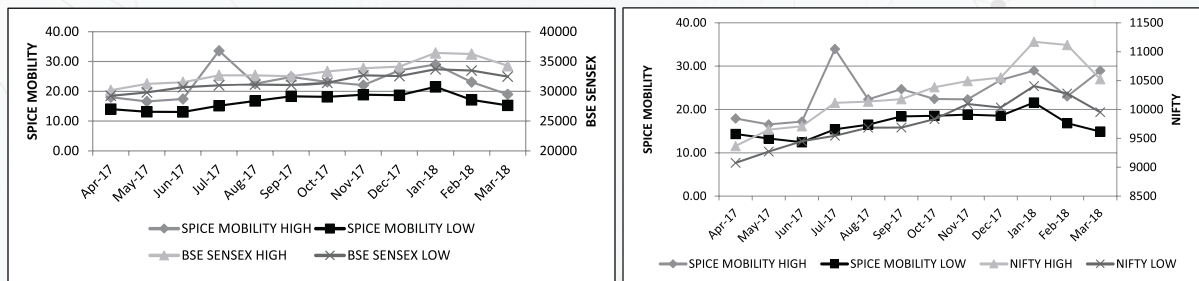 40.00
30.00
20.00
10.00
0.00
SPICE MOBILITY
40000
35000
30000
25000
20000
BSE SENSEX
Apr-17
May-17
Jun-17
Jul-17
Aug-17
Sep-17
Oct-17
Nov-17
Dec-17
Jan-18
Feb-18
Mar-18
SPICE MOBILITY HIGH SPICE MOBILITY LOW
BSE SENSEX HIGH BSE SENSEX LOW
40.00
30.00
20.00
10.00
0.00
SPICE MOBILITY
11500
11000
10500
10000
9500
9000
8500
NIFTY
Apr-17
May-17
Jun-17
Jul-17
Aug-17
Sep-17
Oct-17
Nov-17
Dec-17
Jan-18
Feb-18
Mar-18
SPICE MOBILITY HIGH SPICE MOBILITY LOW NIFTY HIGH NIFTY LOW